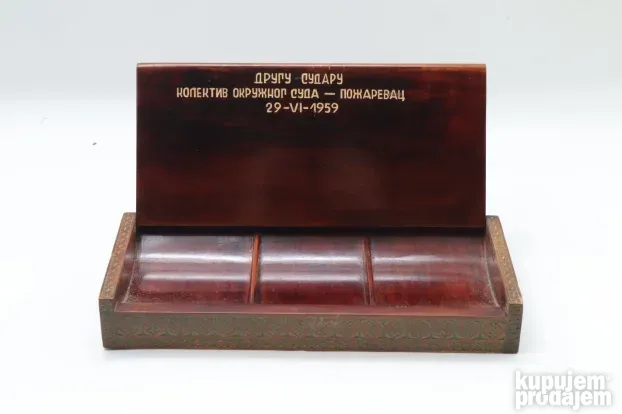 ДРУГУ СУДАРУ
КОЛЕКТИВ ОКРУЖНОГ СУДА — ПОЖАРЕВАЦ
29-VI-1959
kupujem
prodajem